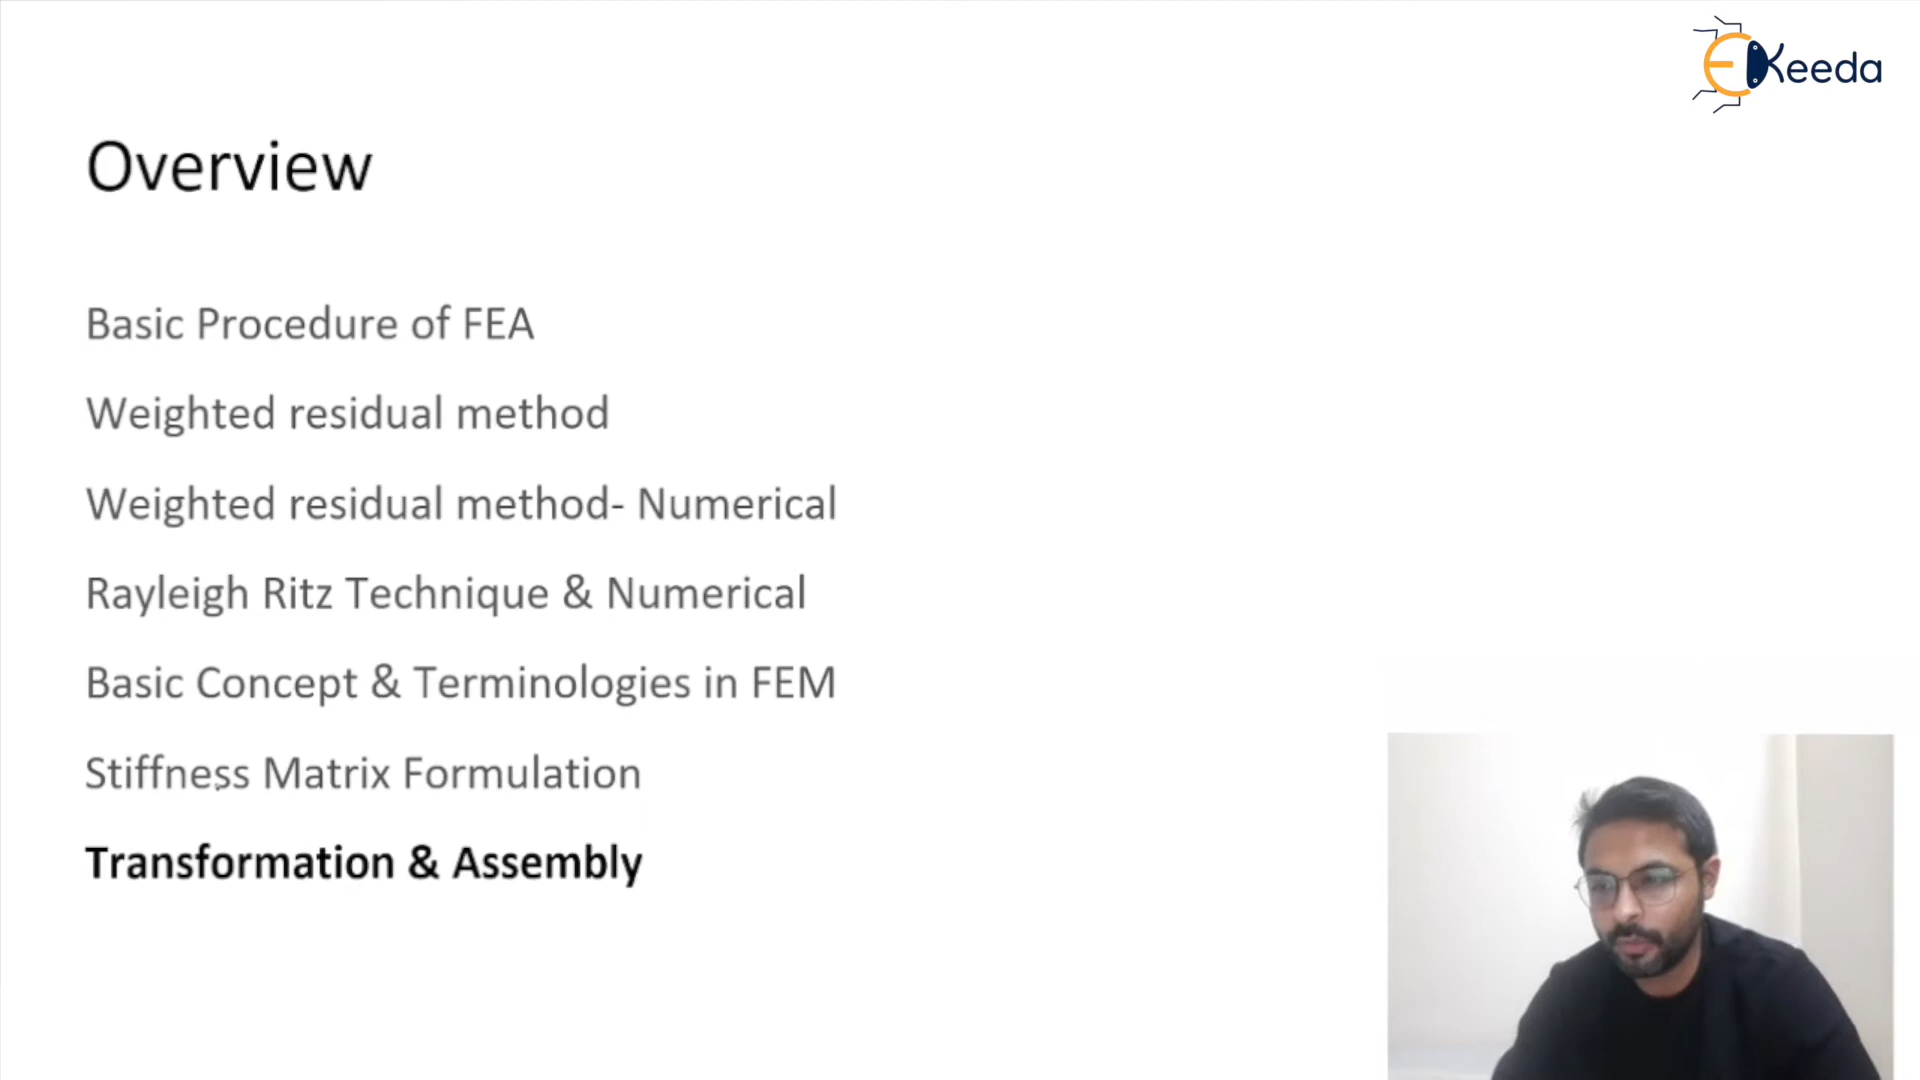 EKeeda
Overview
Basic Procedure of FEA
Weighted residual method
Weighted residual method- Numerical
Rayleigh Ritz Technique & Numerical
Basic Concept & Terminologies in FEM
Stiffness Matrix Formulation
Transformation & Assembly